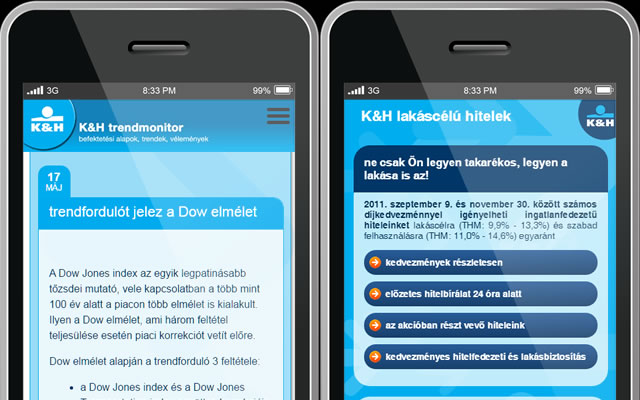 3G
8:33 PM
99%
K&H
K&H trendmonitor
befektetési alapok, trendek, vélemények
17
MÁJ
trendfordulót jelez a Dow elmélet
A Dow Jones index az egyik legpatinásabb
tőzsdei mutató, vele kapcsolatban a több mint
100 év alatt a piacon több elmélet is kialakult.
Ilyen a Dow elmélet, ami három feltétel
teljesülése esetén piaci korrekciót vetít előre.
Dow elmélet alapján a trendforduló 3 feltétele:
a Dow Jones index és a Dow Jones
3G
8:33 PM
99%
K&H lakáscélú hitelek
K&H
ne csak Ön legyen takarékos, legyen a
lakása is az!
2011. szeptember 9. és november 30. között számos
díjkedvezménnyel igényelheti ingatlanfedezetű
hiteleinket lakáscélra (THM: 9,9% - 13,3%) és szabad
felhasználásra (THM: 11,0% - 14,6%) egyaránt
kedvezmények részletesen
előzetes hitelbírálat 24 óra alatt
az akcióban részt vevő hiteleink
kedvezményes hitelfedezeti és lakásbiztosítás